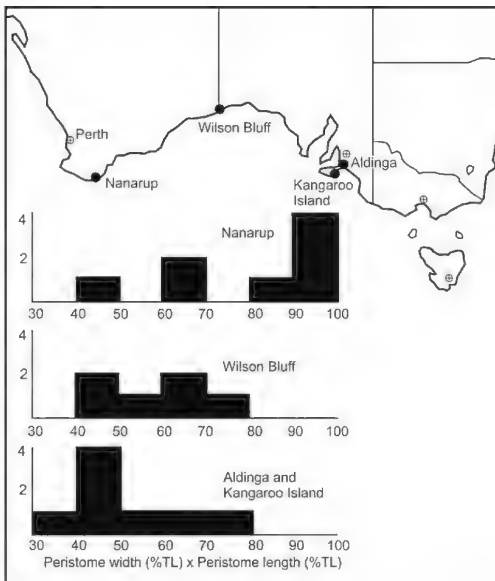 Perth
Wilson Bluff
Nanarup
Aldinga
Kangaroo
Island
4
2
Nanarup
30 40 50 60 70 80 90 100
4
2
Wilson Bluff
30 40 50 60 70 80 90 100
4
2
Aldinga and
Kangaroo Island
30 40 50 60 70 80 90 100
Peristome width (%TL) x Peristome length (%TL)